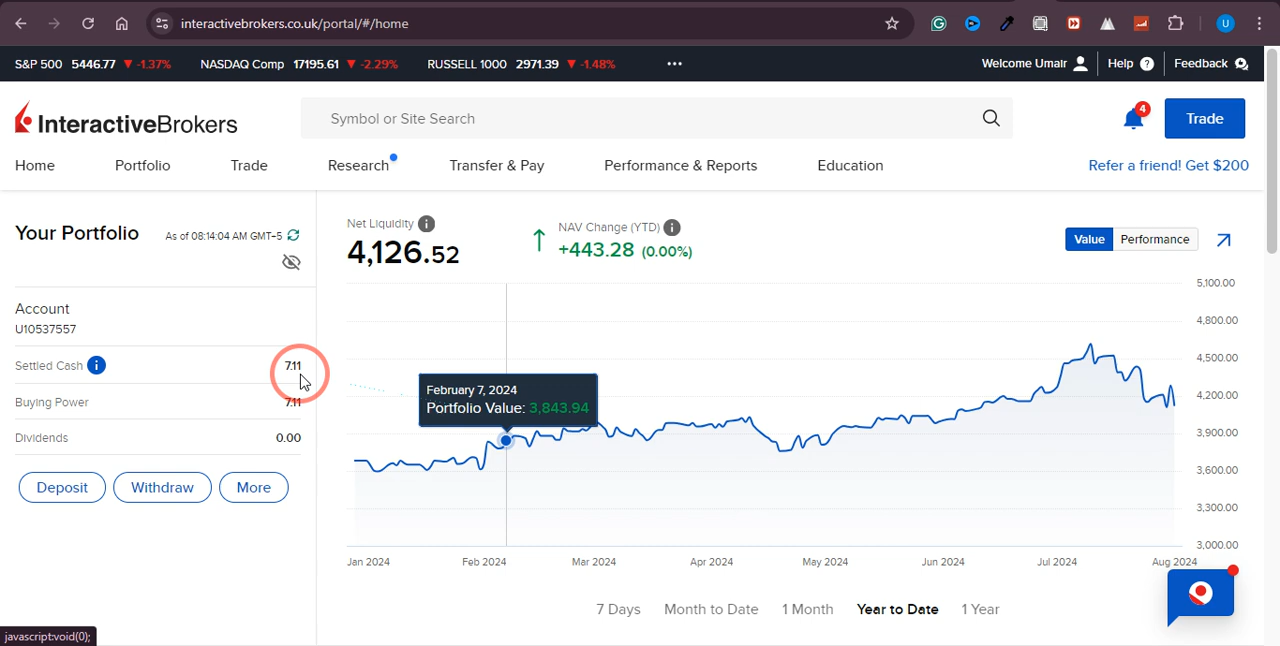 interactivebrokers.co.uk/portal/#/home
U
S&P 500 5446.77 ▼ -1.37% NASDAQ Comp 17195.61 ▼ -2.29% RUSSELL 1000 2971.39 ▼ -1.48% ••• Welcome Umair Help ? Feedback
InteractiveBrokers
Symbol or Site Search
4
Trade
Home Portfolio Trade Research Transfer & Pay Performance & Reports Education Refer a friend! Get $200
Your Portfolio As of 08:14:04 AM GMT+5
Account
U10537557
Settled Cash i 7.11
Buying Power 7.11
Dividends 0.00
Deposit Withdraw More
Net Liquidity i
4,126.52
NAV Change (YTD) i
+443.28 (0.00%)
Value Performance
5,100.00
4,800.00
4,500.00
4,200.00
3,900.00
3,600.00
3,300.00
3,000.00
February 7, 2024
Portfolio Value: 3,843.94
Jan 2024 Feb 2024 Mar 2024 Apr 2024 May 2024 Jun 2024 Jul 2024 Aug 2024
7 Days Month to Date 1 Month Year to Date 1 Year
javascript:void(0);